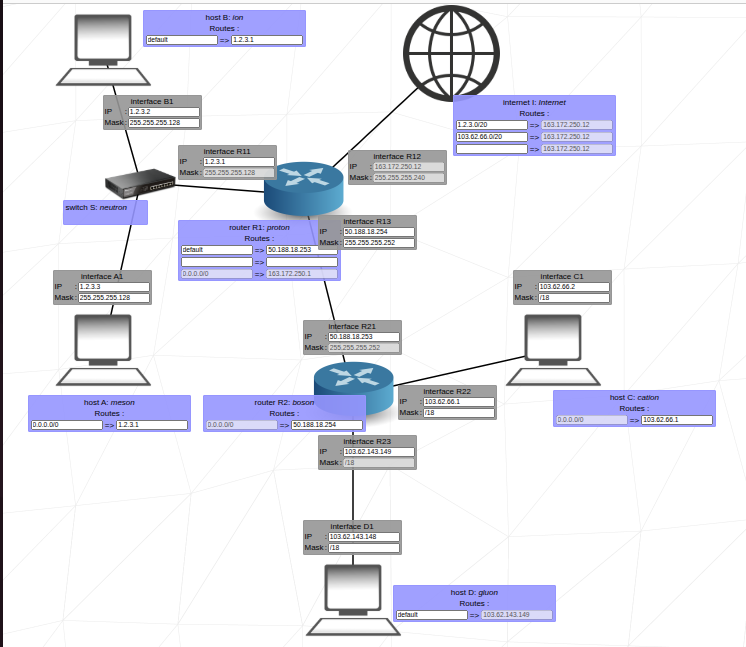 host B: ion
Routes :
default => 1.2.3.1
interface B1
IP : 1.2.3.2
Mask : 255.255.255.128
internet I: Internet
Routes :
1.2.3.0/20 => 163.172.250.12
103.62.66.0/20 => 163.172.250.12
=> 163.172.250.12
interface R11
IP : 1.2.3.1
Mask : 255.255.255.128
interface R12
IP : 163.172.250.12
Mask : 255.255.255.240
switch S: neutron
router R1: proton
Routes :
default => 50.188.18.253
=>
0.0.0.0/0 => 163.172.250.1
interface R13
IP : 50.188.18.254
Mask : 255.255.255.252
interface A1
IP : 1.2.3.3
Mask : 255.255.255.128
interface C1
IP : 103.62.66.2
Mask : /18
interface R21
IP : 50.188.18.253
Mask : 255.255.255.252
host A: meson
Routes :
0.0.0.0/0 => 1.2.3.1
router R2: boson
Routes :
0.0.0.0/0 => 50.188.18.254
interface R22
IP : 103.62.66.1
Mask : /18
host C: cation
Routes :
0.0.0.0/0 => 103.62.66.1
interface R23
IP : 103.62.143.149
Mask : /18
interface D1
IP : 103.62.143.148
Mask : /18
host D: gluon
Routes :
default => 103.62.143.149